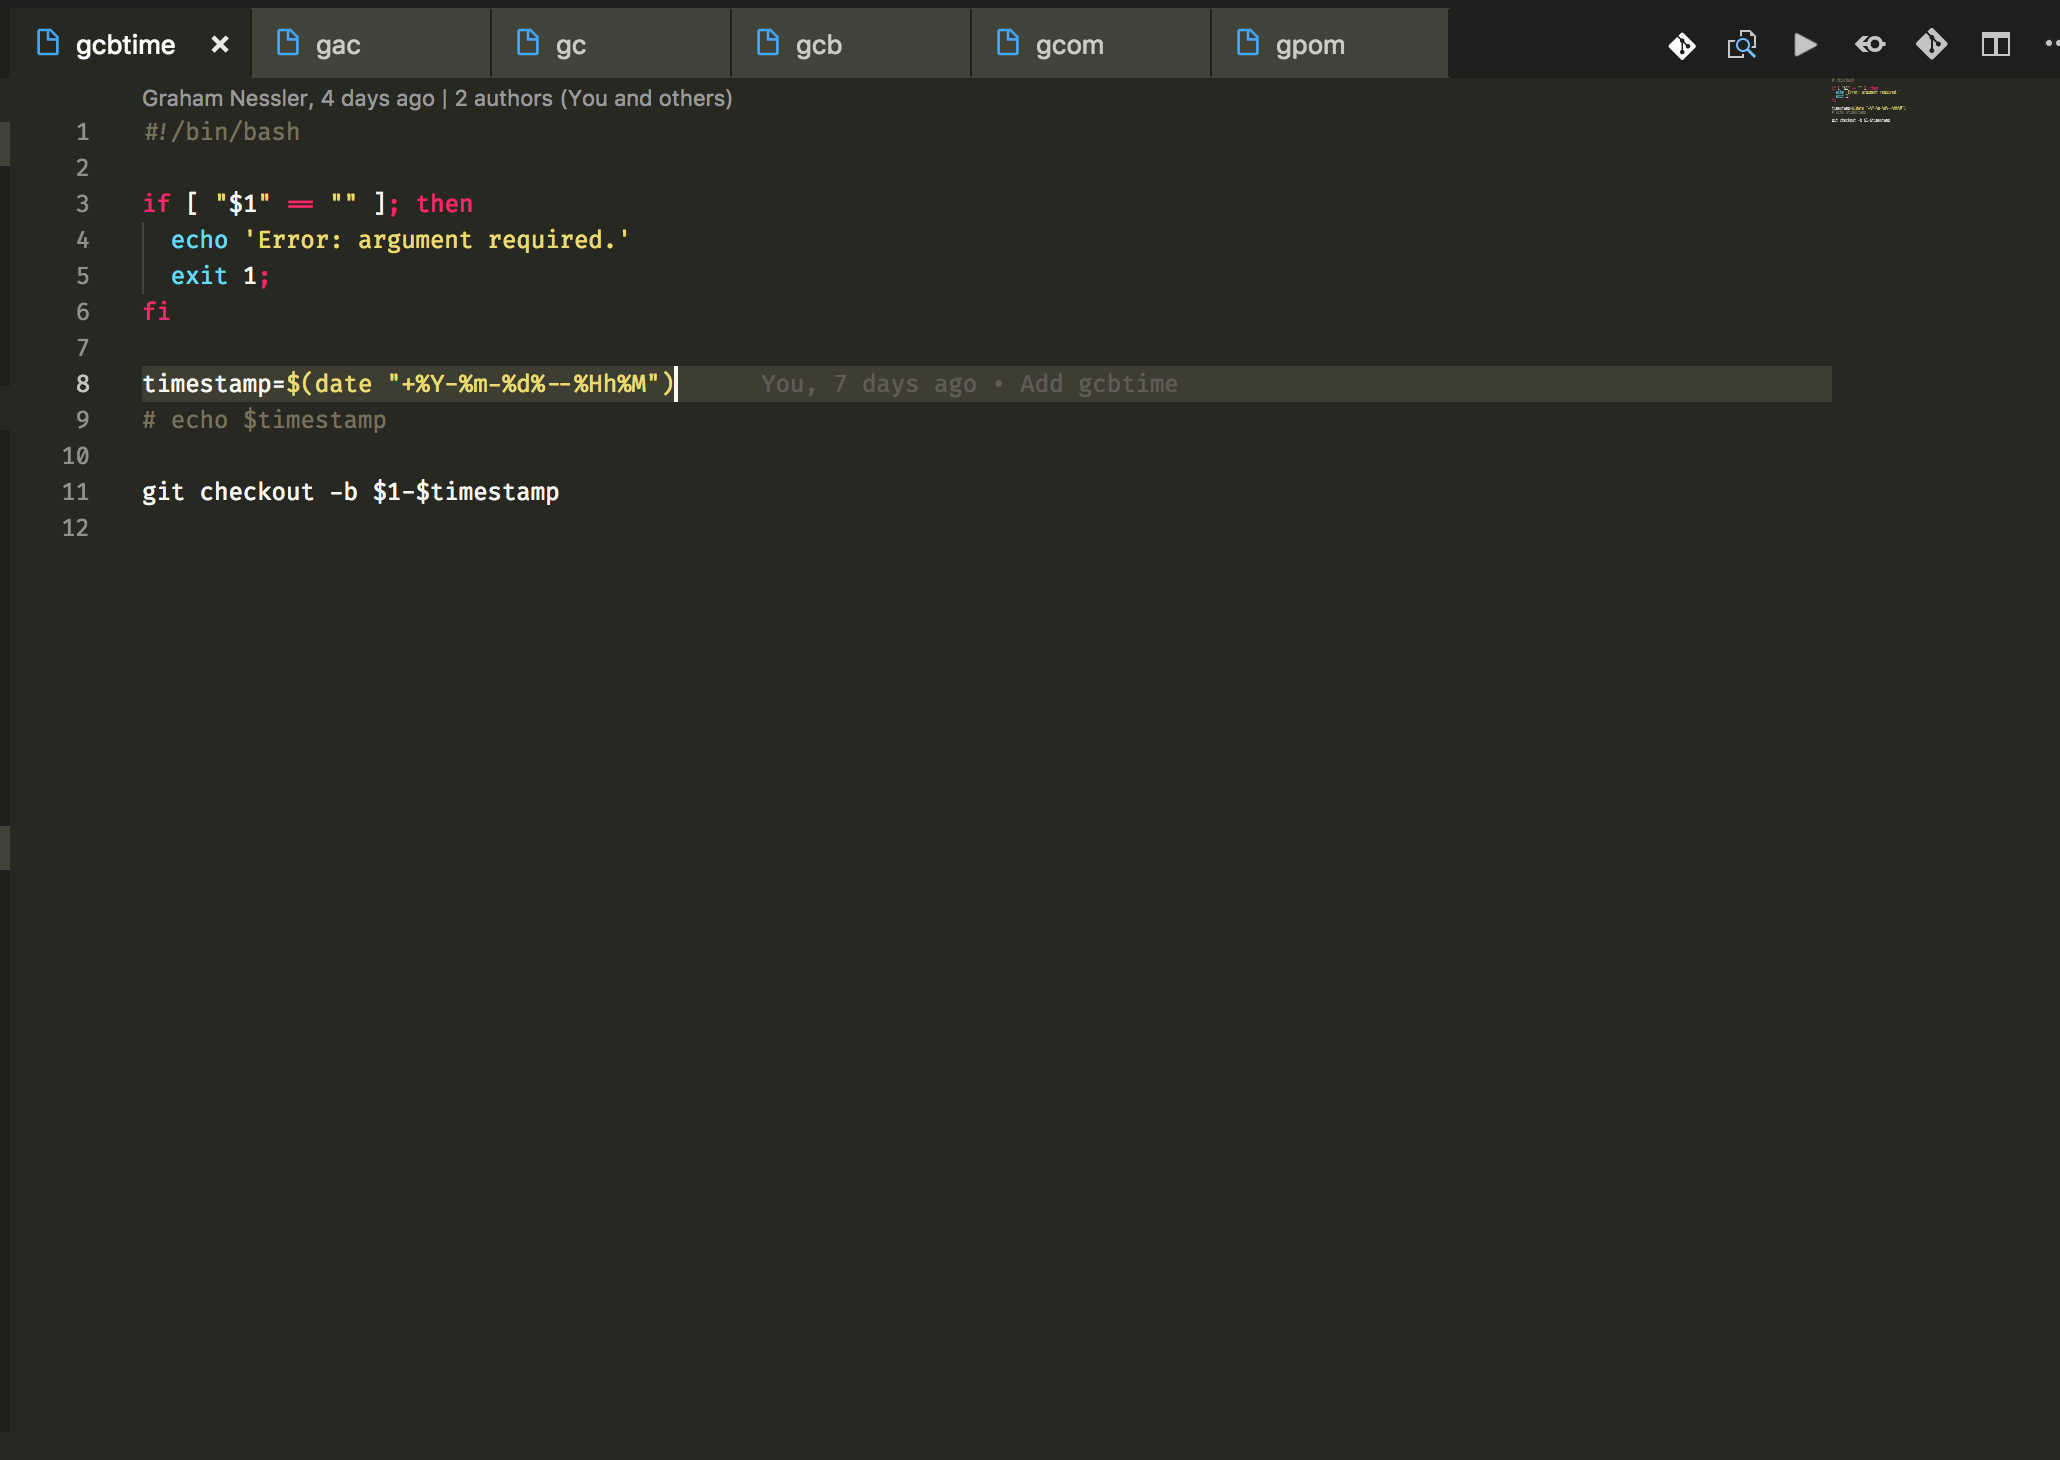 gcbtime gac gc gcb gcom gpom
Graham Nessler, 4 days ago | 2 authors (You and others)
1 #!/bin/bash
2
3 if [ "$1" == "" ]; then
4 echo 'Error: argument required.'
5 exit 1;
6 fi
7
8 timestamp=$(date "+%Y-%m-%d%--%Hh%M") You, 7 days ago • Add gcbtime
9 # echo $timestamp
10
11 git checkout -b $1-$timestamp
12